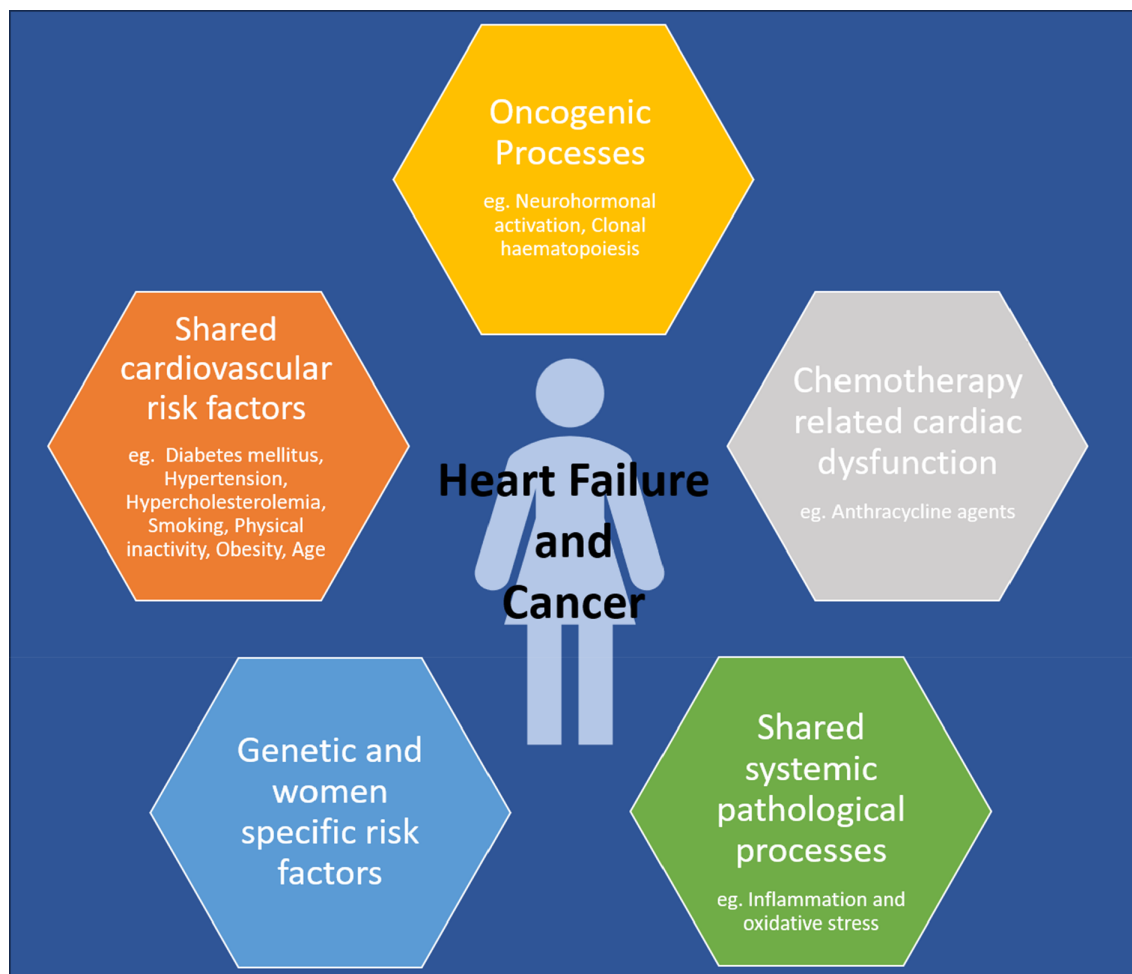 Oncogenic
Processes
eg. Neurohormonal
activation, Clonal
haematopoiesis
Shared
cardiovascular
risk factors
eg.  Diabetes mellitus,
Hypertension,
Hypercholesterolemia,
Smoking, Physical
inactivity, Obesity, Age
Chemotherapy
related cardiac
dysfunction
eg. Anthracycline agents
Heart Failure
and
Cancer
Genetic and
women
specific risk
factors
Shared
systemic
pathological
processes
eg. Inflammation and
oxidative stress